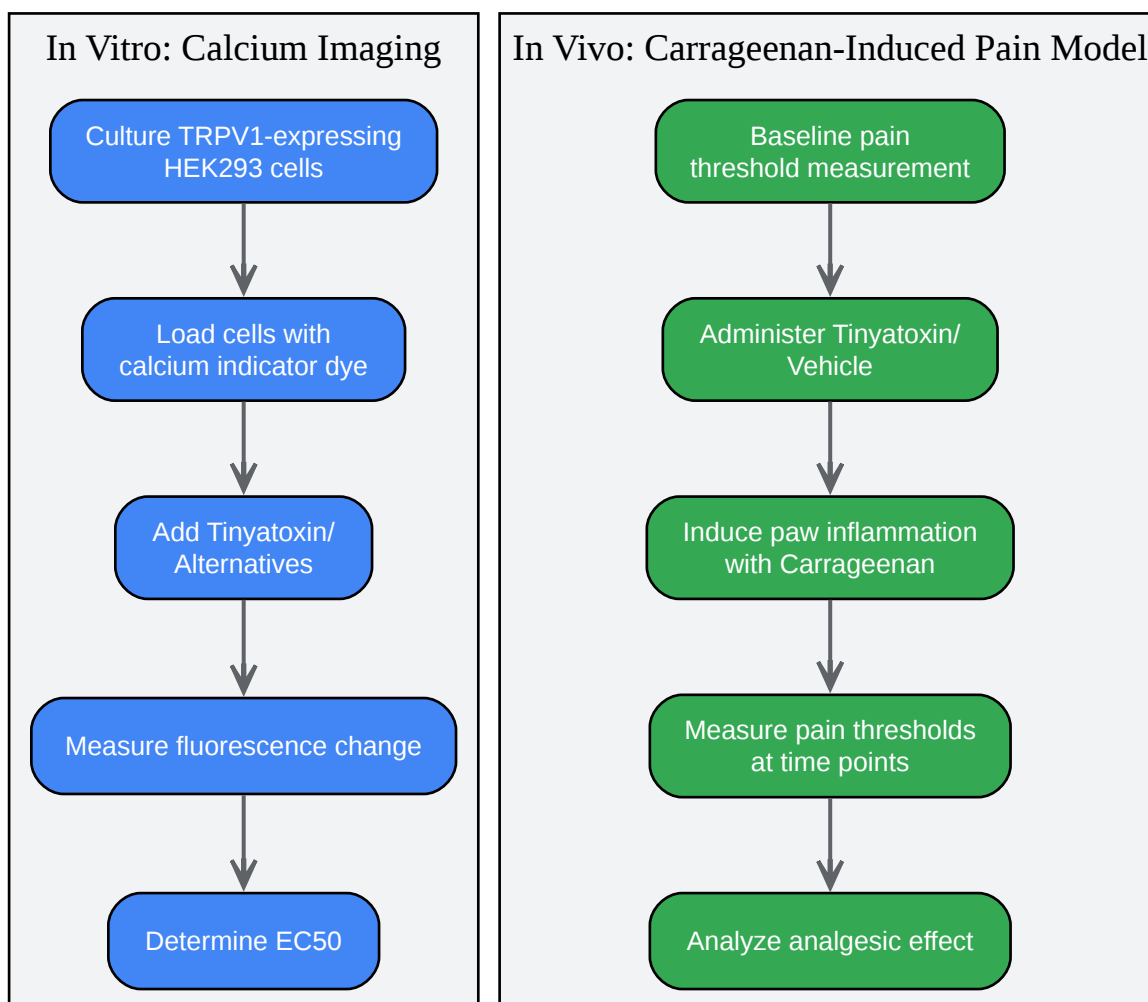 In Vitro: Calcium Imaging
Culture TRPV1-expressing
HEK293 cells
Load cells with
calcium indicator dye
Add Tinyatoxin/
Alternatives
Measure fluorescence change
Determine EC50
In Vivo: Carrageenan-Induced Pain Model
Baseline pain
threshold measurement
Administer Tinyatoxin/
Vehicle
Induce paw inflammation
with Carrageenan
Measure pain thresholds
at time points
Analyze analgesic effect